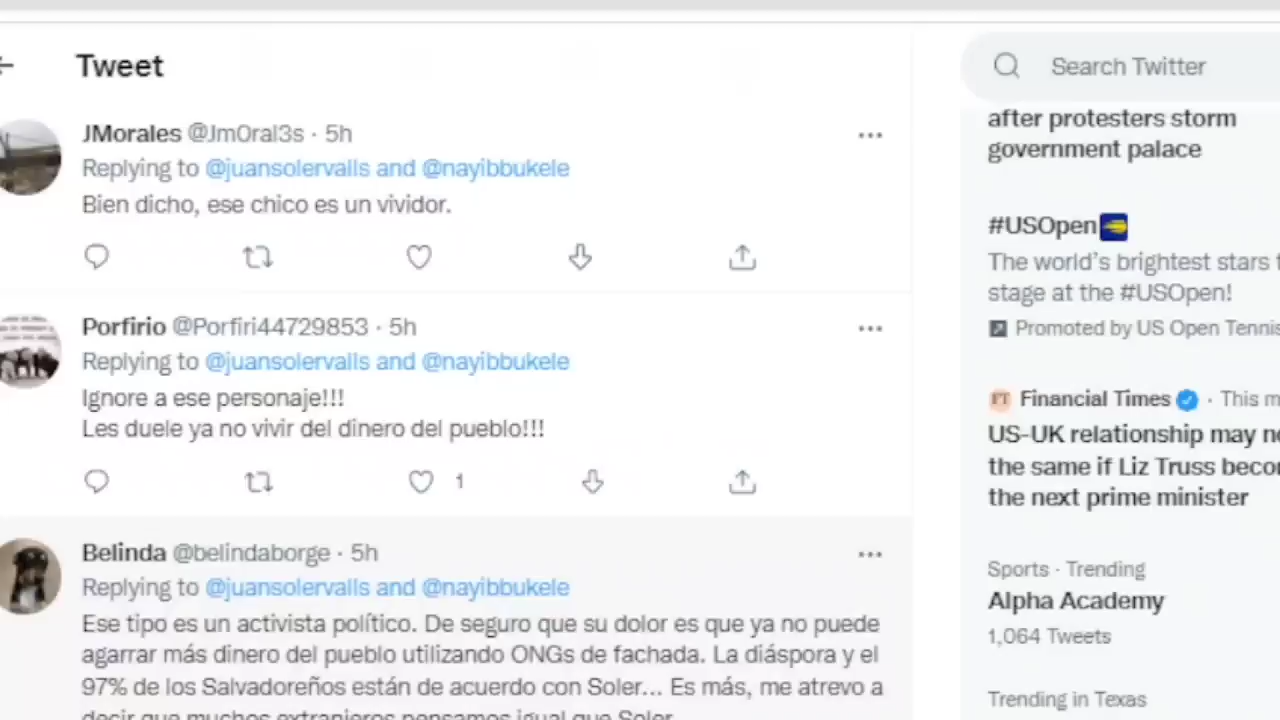 Tweet
JMorales @JmOral3s · 5h
Replying to @juansolervalls and @nayibbukele
Bien dicho, ese chico es un vividor.
Porfirio @Porfiri44729853 · 5h
Replying to @juansolervalls and @nayibbukele
Ignore a ese personaje!!!
Les duele ya no vivir del dinero del pueblo!!!
1
Belinda @belindaborge · 5h
Replying to @juansolervalls and @nayibbukele
Ese tipo es un activista político. De seguro que su dolor es que ya no puede
agarrar más dinero del pueblo utilizando ONGs de fachada. La diáspora y el
97% de los Salvadoreños están de acuerdo con Soler... Es más, me atrevo a
decir que muchos extranjeros pensamos igual que Soler
Search Twitter
after protesters storm
government palace
#USOpen
The world's brightest stars
stage at the #USOpen!
Promoted by US Open Tennis
FT Financial Times · This
US-UK relationship may
the same if Liz Truss
the next prime minister
Sports · Trending
Alpha Academy
1,064 Tweets
Trending in Texas